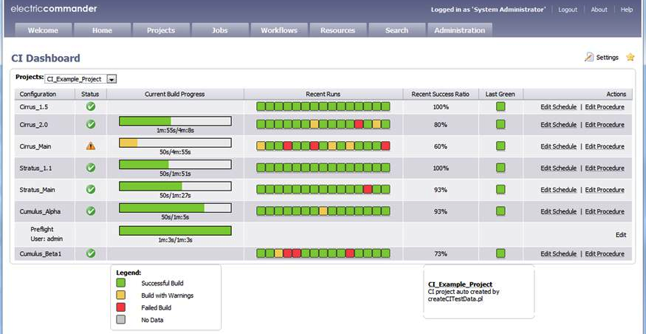 electriccommander
Logged in as 'System Administrator' Logout About Help
Welcome Home Projects Jobs Workflows Resources Search Administration
CI Dashboard Settings
Projects: CI_Example_Project
Configuration Status Current Build Progress Recent Runs Recent Success Ratio Last Green Actions
Cirrus_1.5 100% Edit Schedule | Edit Procedure
Cirrus_2.0 80% Edit Schedule | Edit Procedure
1m:55s/4m:8s
Cirrus_Main 60% Edit Schedule | Edit Procedure
50s/4m:19s
Stratus_1.1 100% Edit Schedule | Edit Procedure
50s/1m:51s
Stratus_Main 93% Edit Schedule | Edit Procedure
50s/1m:27s
Cumulus_Alpha 93% Edit Schedule | Edit Procedure
50s/1m:5s
Preflight
User: admin Edit
1m:3s/1m:3s
Cumulus_Beta1 73% Edit Schedule | Edit Procedure
Legend:
Successful Build
Build with Warnings
Failed Build
No Data
CI_Example_Project
CI project auto created by
createCITestData.pl